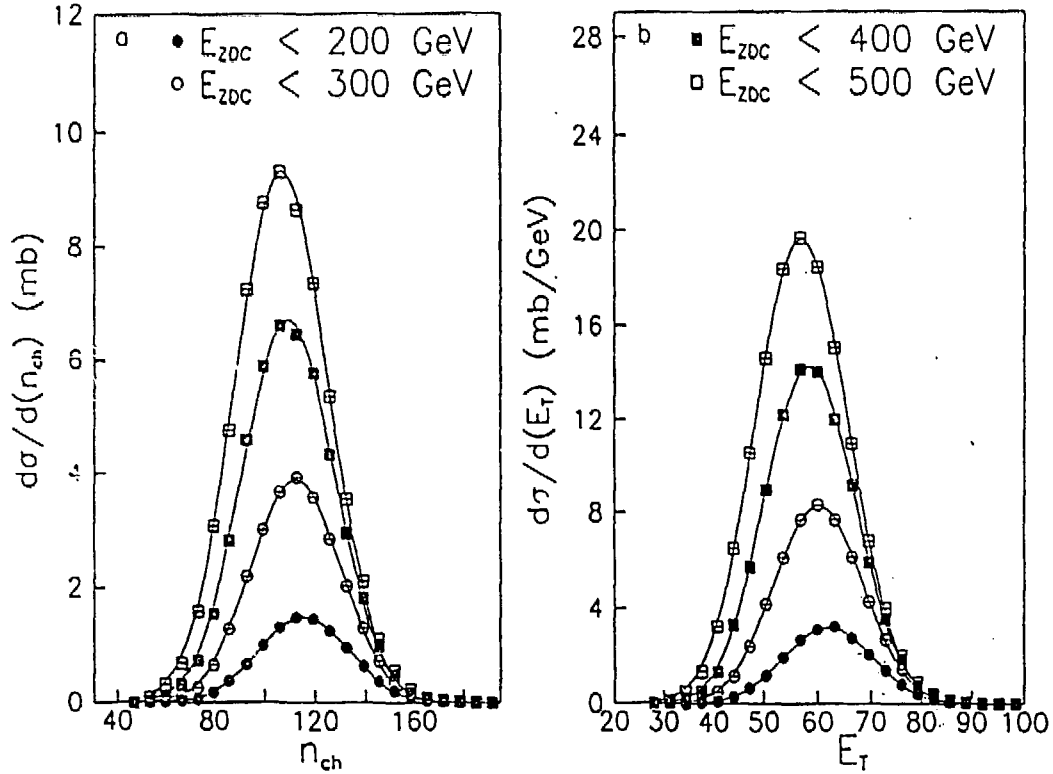 a ● E_ZDC < 200 GeV
○ E_ZDC < 300 GeV
12
10
8
6
4
2
0
dσ/d(n_ch) (mb)
40 80 120 160
n_ch
b ■ E_ZDC < 400 GeV
□ E_ZDC < 500 GeV
28
24
20
16
12
8
4
0
dσ/d(E_T) (mb/GeV)
20 30 40 50 60 70 80 90 100
E_T